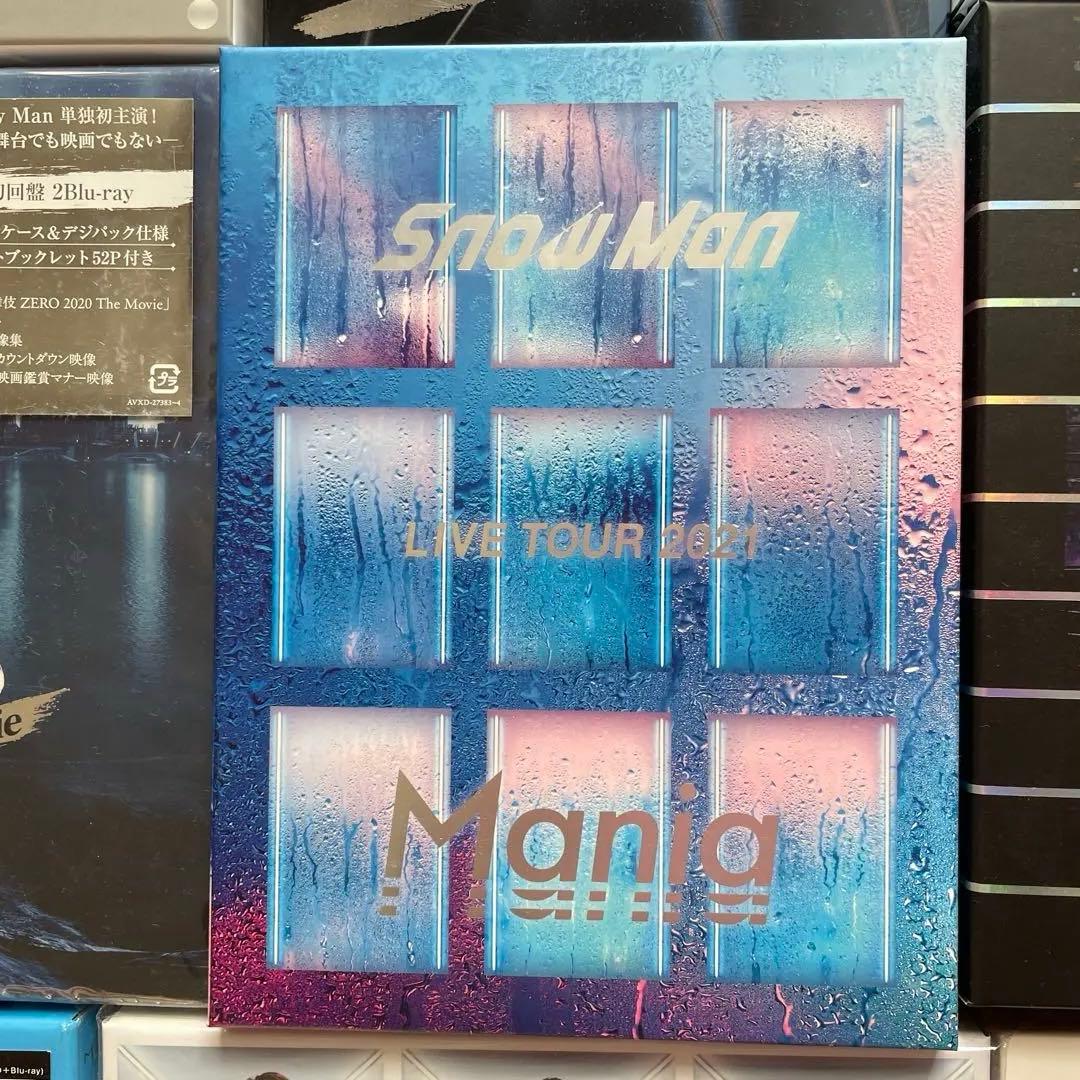 Man 単独初主演!
舞台でも映画でもない―
初回盤 2Blu-ray
ケース&デジパック仕様
ブックレット52P付き
ZERO 2020 The Movie」
像集
カウントダウン映像
映画鑑賞マナー映像
プラ
AVXD-27383~4
Snow Man
LIVE TOUR 2021
Mania
+Blu-ray)